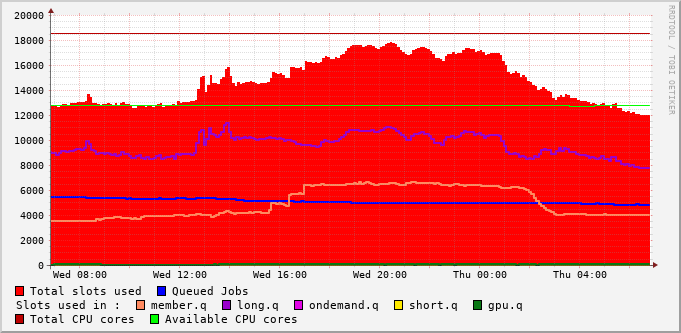 20000
18000
16000
14000
12000
10000
8000
6000
4000
2000
0
Wed 08:00 Wed 12:00 Wed 16:00 Wed 20:00 Thu 00:00 Thu 04:00
Total slots used Queued Jobs
Slots used in : member.q long.q ondemand.q short.q gpu.q
Total CPU cores Available CPU cores
RRDTOOL / TOBI OETIKER